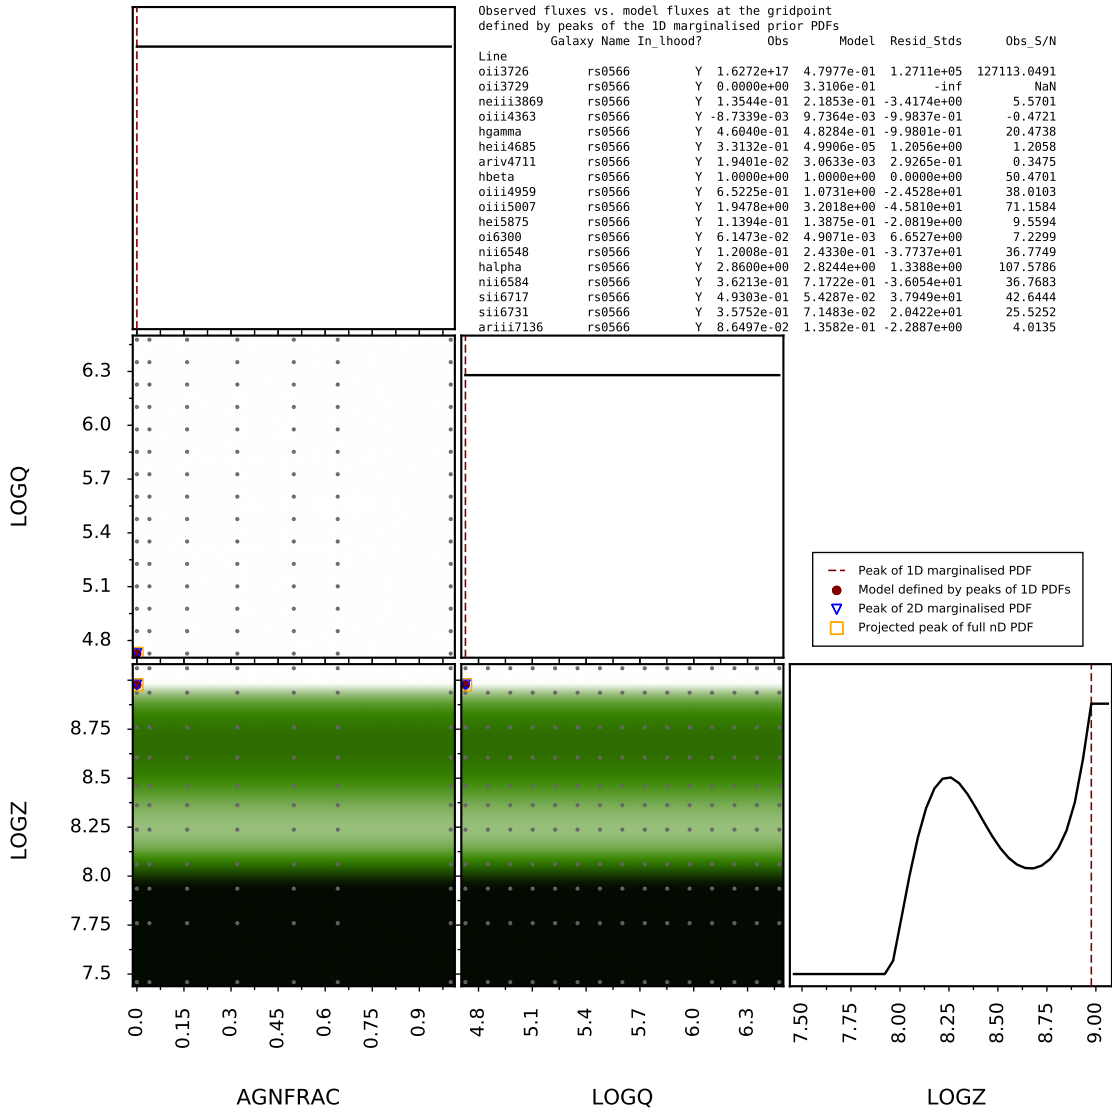 Observed fluxes vs. model fluxes at the gridpoint
defined by peaks of the 1D marginalised prior PDFs
Galaxy Name In_lhood? Obs Model Resid_Stds Obs_S/N
Line
oii3726 rs0566 Y 1.6272e+17 4.7977e-01 1.2711e+05 127113.0491
oii3729 rs0566 Y 0.0000e+00 3.3106e-01 -inf NaN
neiii3869 rs0566 Y 1.3544e-01 2.1853e-01 -3.4174e+00 5.5701
oiii4363 rs0566 Y -8.7339e-03 9.7364e-03 -9.9837e-01 -0.4721
hgamma rs0566 Y 4.6040e-01 4.8284e-01 -9.9801e-01 20.4738
heii4685 rs0566 Y 3.3132e-01 4.9906e-05 1.2056e+00 1.2058
ariv4711 rs0566 Y 1.9401e-02 3.0633e-03 2.9265e-01 0.3475
hbeta rs0566 Y 1.0000e+00 1.0000e+00 0.0000e+00 50.4701
oiii4959 rs0566 Y 6.5225e-01 1.0731e+00 -2.4528e+01 38.0103
oiii5007 rs0566 Y 1.9478e+00 3.2018e+00 -4.5810e+01 71.1584
hei5875 rs0566 Y 1.1394e-01 1.3875e-01 -2.0819e+00 9.5594
oi6300 rs0566 Y 6.1473e-02 4.9071e-03 6.6527e+00 7.2299
nii6548 rs0566 Y 1.2008e-01 2.4330e-01 -3.7737e+01 36.7749
halpha rs0566 Y 2.8600e+00 2.8244e+00 1.3388e+00 107.5786
nii6584 rs0566 Y 3.6213e-01 7.1722e-01 -3.6054e+01 36.7683
sii6717 rs0566 Y 4.9303e-01 5.4287e-02 3.7949e+01 42.6444
sii6731 rs0566 Y 3.5752e-01 7.1483e-02 2.0422e+01 25.5252
ariii7136 rs0566 Y 8.6497e-02 1.3582e-01 -2.2887e+00 4.0135
6.3
6.0
5.7
5.4
5.1
4.8
LOGQ
Peak of 1D marginalised PDF
Model defined by peaks of 1D PDFs
Peak of 2D marginalised PDF
Projected peak of full nD PDF
8.75
8.5
8.25
8.0
7.75
7.5
LOGZ
0.0 0.15 0.3 0.45 0.6 0.75 0.9
4.8 5.1 5.4 5.7 6.0 6.3
7.50 7.75 8.00 8.25 8.50 8.75 9.00
AGNFRAC LOGQ LOGZ